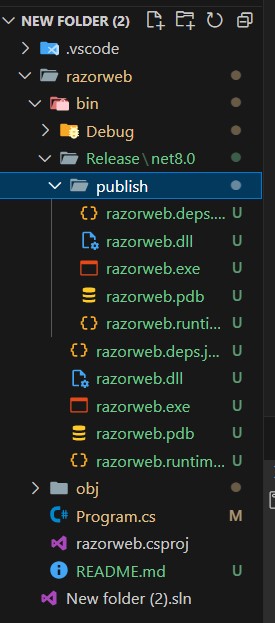 NEW FOLDER (2)
.vscode
razorweb
bin
Debug
Release\net8.0
publish
razorweb.deps.... U
razorweb.dll U
razorweb.exe U
razorweb.pdb U
razorweb.runti... U
razorweb.deps.j... U
razorweb.dll U
razorweb.exe U
razorweb.pdb U
razorweb.runtim... U
obj
C# Program.cs M
razorweb.csproj
README.md U
New folder (2).sln